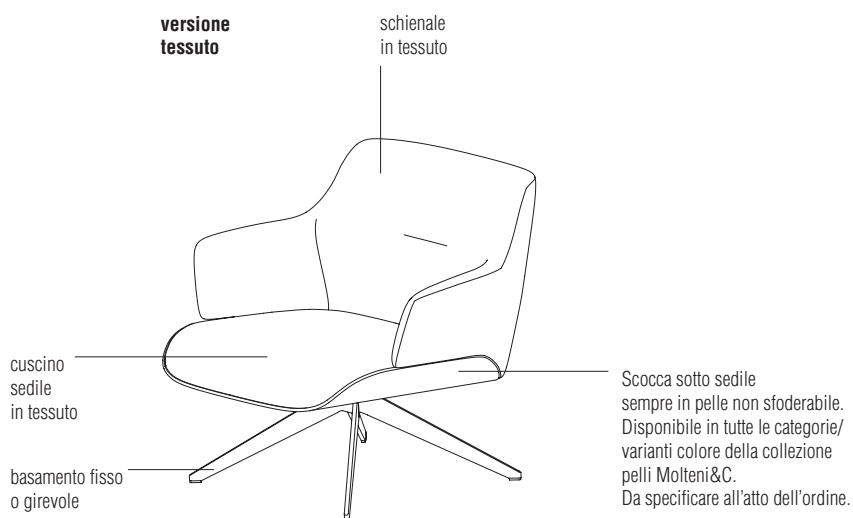 versione
tessuto
schienale
in tessuto
cuscino
sedile
in tessuto
basamento fisso
o girevole
Scocca sotto sedile
sempre in pelle non sfoderabile.
Disponibile in tutte le categorie/
varianti colore della collezione
pelli Molteni&C.
Da specificare all'atto dell'ordine.